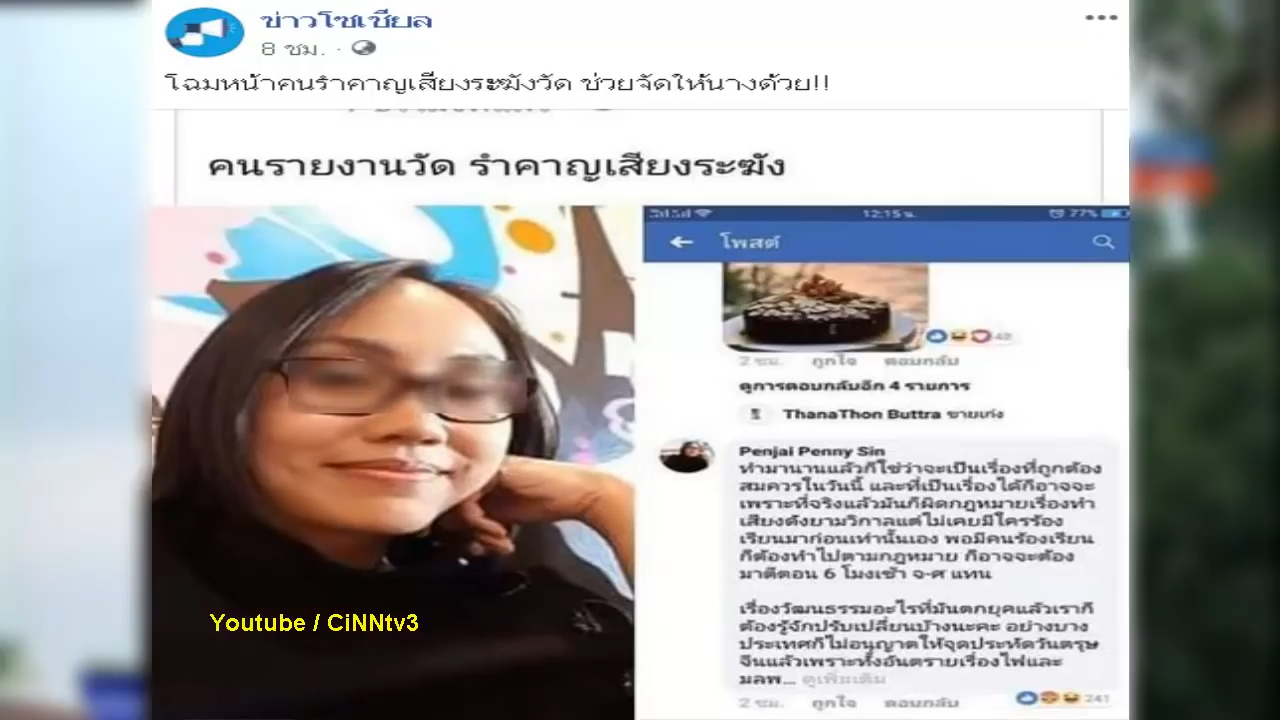 ข่าวโซเชียล
8 ชม. ·
โฉมหน้าคนรำคาญเสียงระฆังวัด ช่วยจัดให้นางด้วย!!
คนรายงานวัด รำคาญเสียงระฆัง
12:15 น. 77%
โพสต์
48
2 ชม. ถูกใจ ตอบกลับ
ดูการตอบกลับอีก 4 รายการ
ThanaThon Buttra ขายเก่ง
Penjai Penny Sin
ทำมานานแล้วก็ใช่ว่าจะเป็นเรื่องที่ถูกต้อง
สมควรในวันนี้ และที่เป็นเรื่องได้ก็อาจจะ
เพราะที่จริงแล้วมันก็ผิดกฎหมายเรื่องทำ
เสียงดังยามวิกาลแต่ไม่เคยมีใครร้อง
เรียนมาก่อนเท่านั้นเอง พอมีคนร้องเรียน
ก็ต้องทำไปตามกฎหมาย ก็อาจจะต้อง
มาตีตอน 6 โมงเช้า จ-ศ แทน
เรื่องวัฒนธรรมอะไรที่มันตกยุคแล้วเราก็
ต้องรู้จักปรับเปลี่ยนบ้างนะคะ อย่างบาง
ประเทศก็ไม่อนุญาตให้จุดประทัดวันตรุษ
จีนแล้วเพราะทั้งอันตรายเรื่องไฟและ
มลพ... ดูเพิ่มเติม
2 ชม. ถูกใจ ตอบกลับ 241
Youtube / CiNNtv3